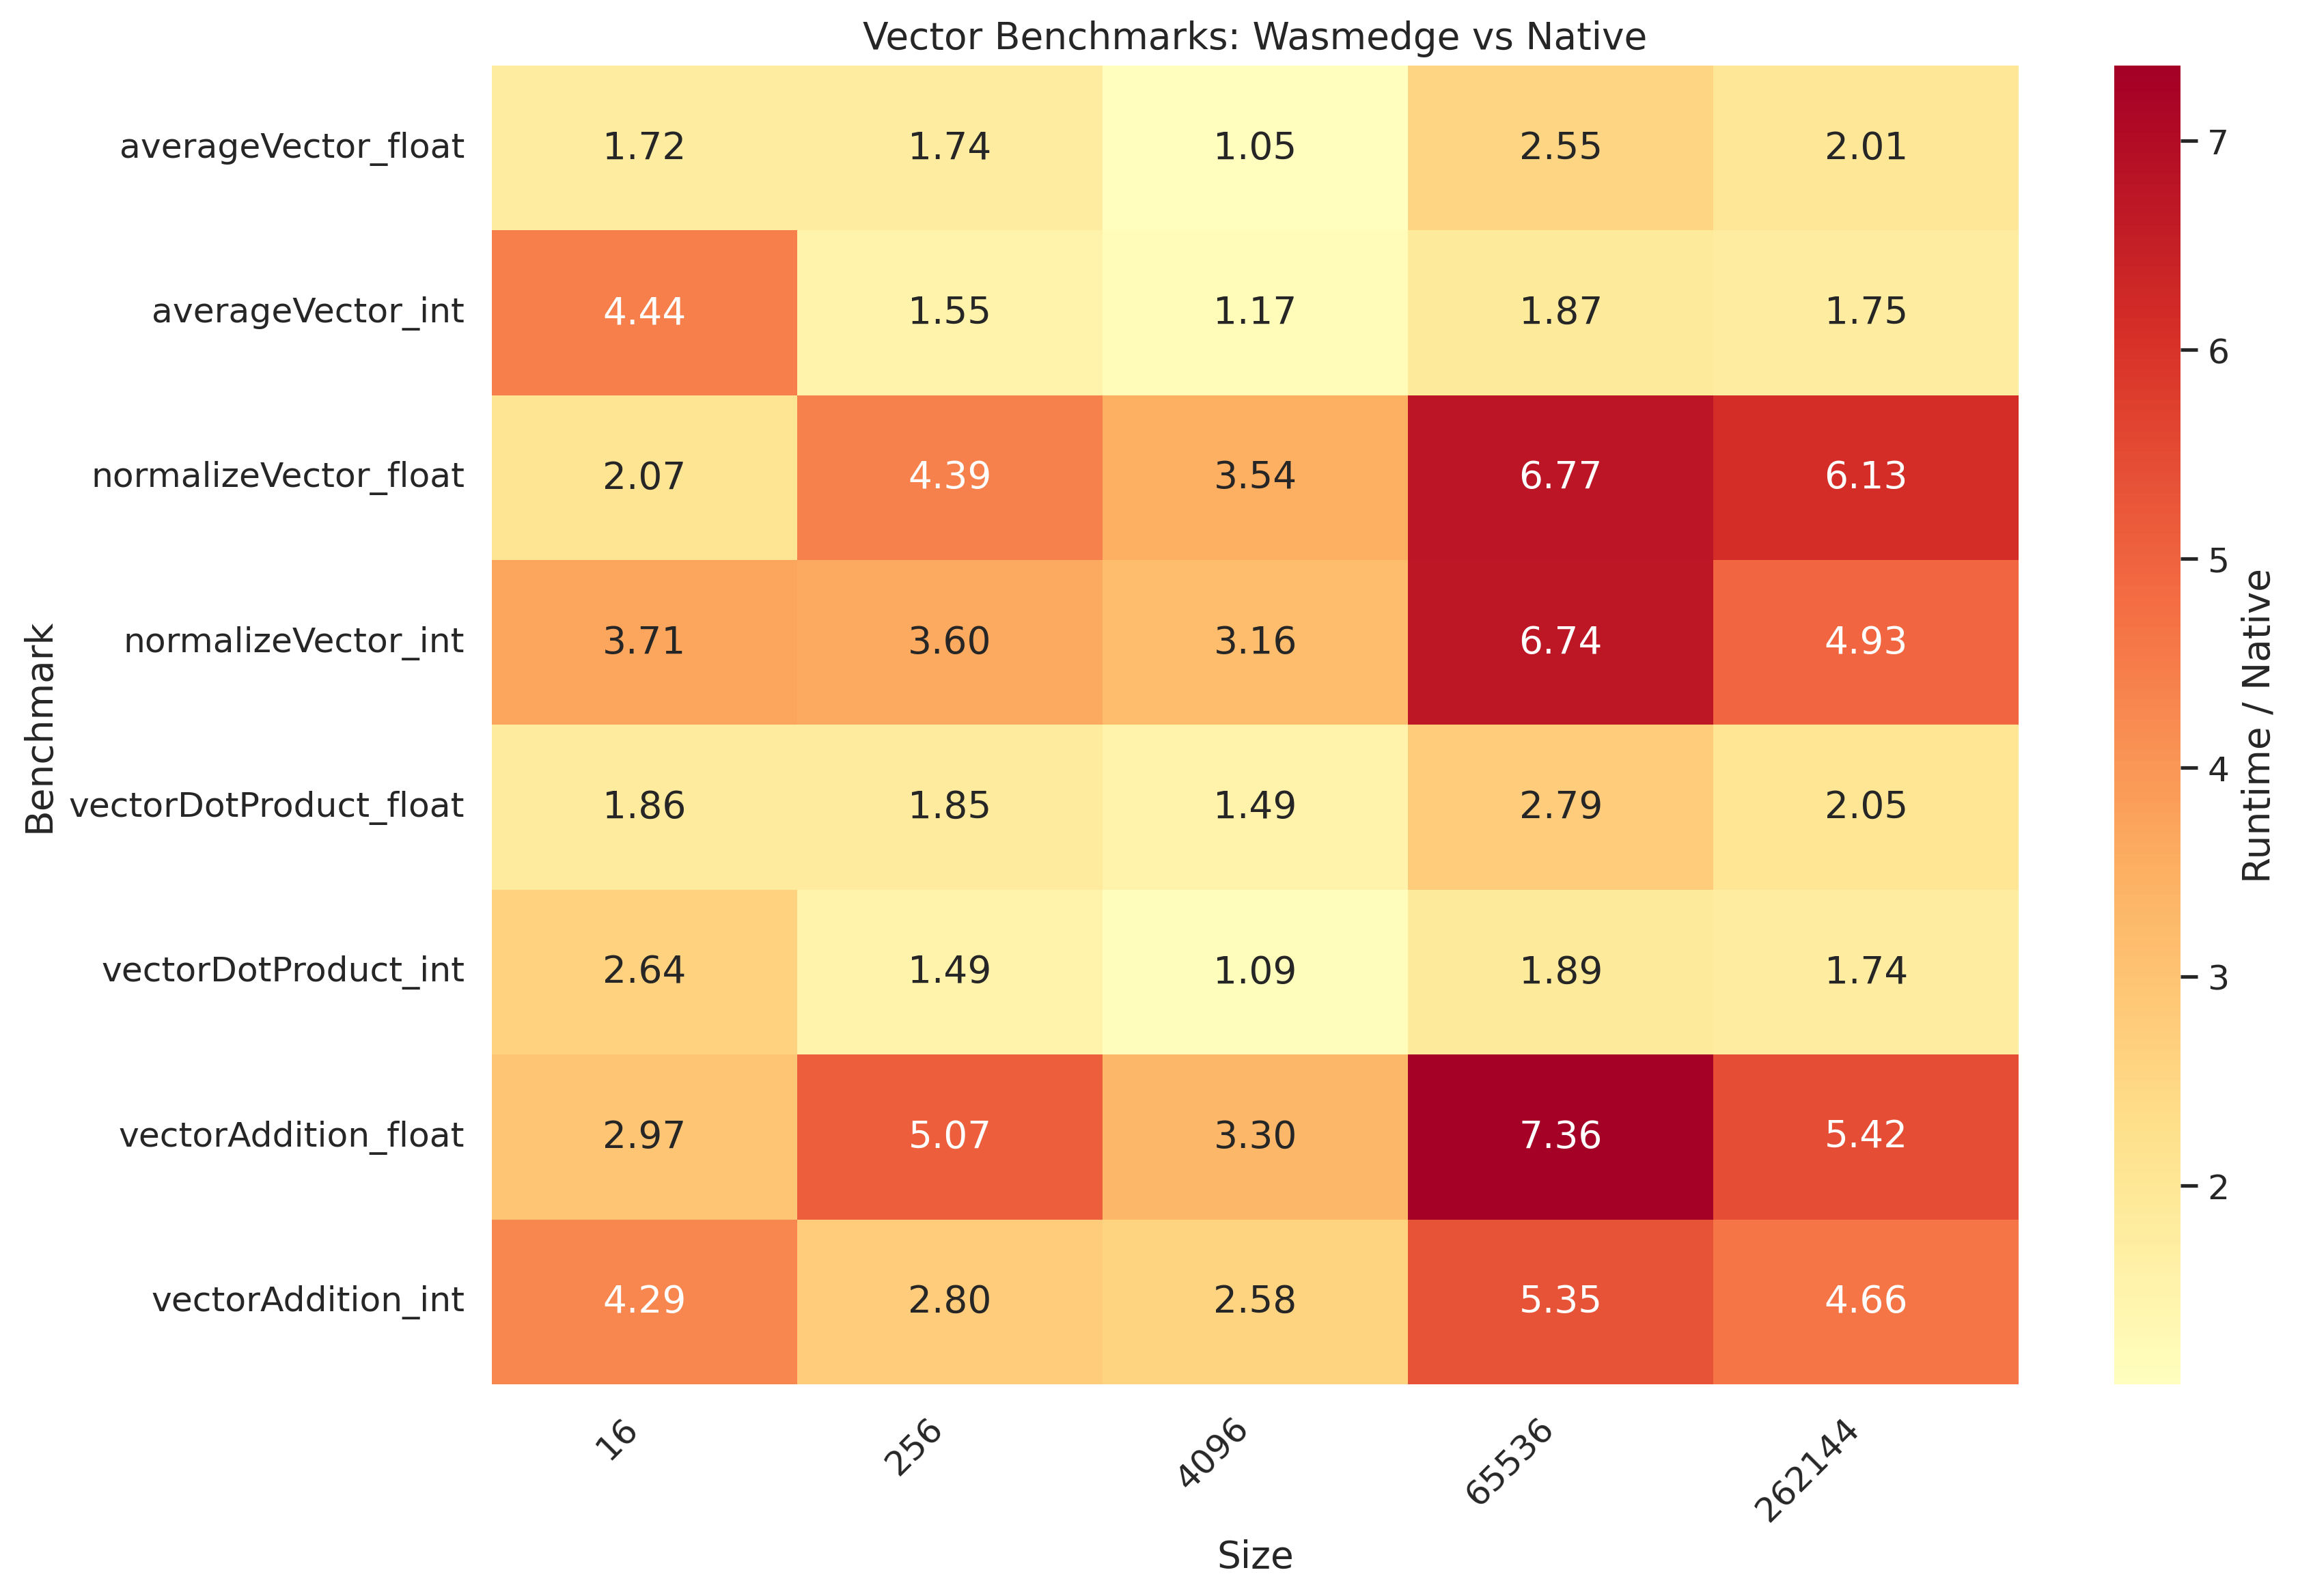 Vector Benchmarks: Wasmedge vs Native
averageVector_float 1.72 1.74 1.05 2.55 2.01
averageVector_int 4.44 1.55 1.17 1.87 1.75
normalizeVector_float 2.07 4.39 3.54 6.77 6.13
normalizeVector_int 3.71 3.60 3.16 6.74 4.93
vectorDotProduct_float 1.86 1.85 1.49 2.79 2.05
vectorDotProduct_int 2.64 1.49 1.09 1.89 1.74
vectorAddition_float 2.97 5.07 3.30 7.36 5.42
vectorAddition_int 4.29 2.80 2.58 5.35 4.66
Benchmark
16 256 4096 65536 262144
Size
7
6
5
4
3
2
Runtime / Native